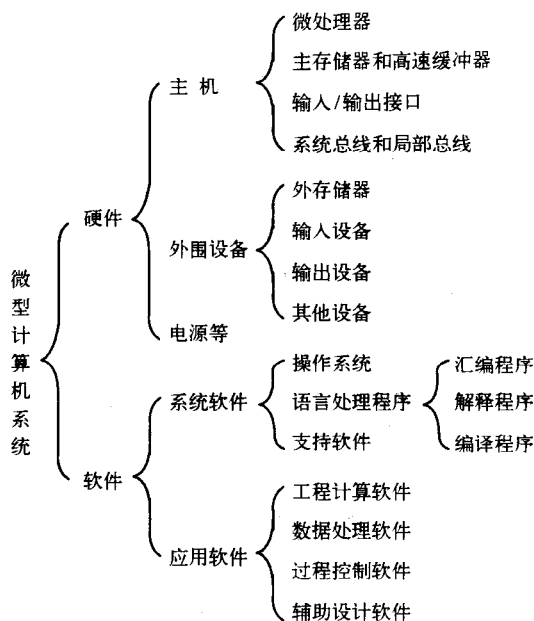 微型计算机系统
硬件
主 机
微处理器
主存储器和高速缓冲器
输入/输出接口
系统总线和局部总线
外围设备
外存储器
输入设备
输出设备
其他设备
电源等
软件
系统软件
操作系统
语言处理程序
汇编程序
解释程序
编译程序
支持软件
应用软件
工程计算软件
数据处理软件
过程控制软件
辅助设计软件